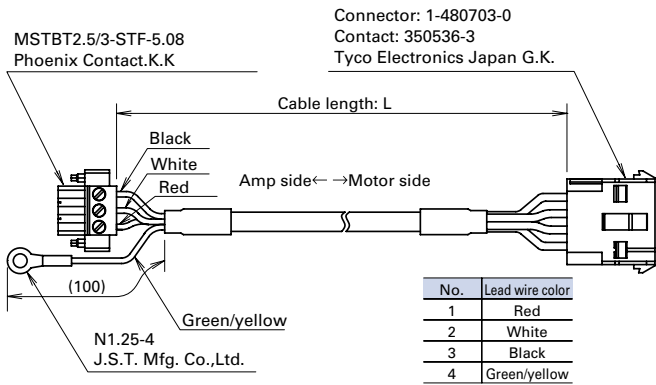 Connector: 1-480703-0
Contact: 350536-3
Tyco Electronics Japan G.K.
MSTBT2.5/3-STF-5.08
Phoenix Contact.K.K
Cable length: L
Black
White
Red
Amp side← →Motor side
(100)
Green/yellow
N1.25-4
J.S.T. Mfg. Co.,Ltd.
No. Lead wire color
1 Red
2 White
3 Black
4 Green/yellow